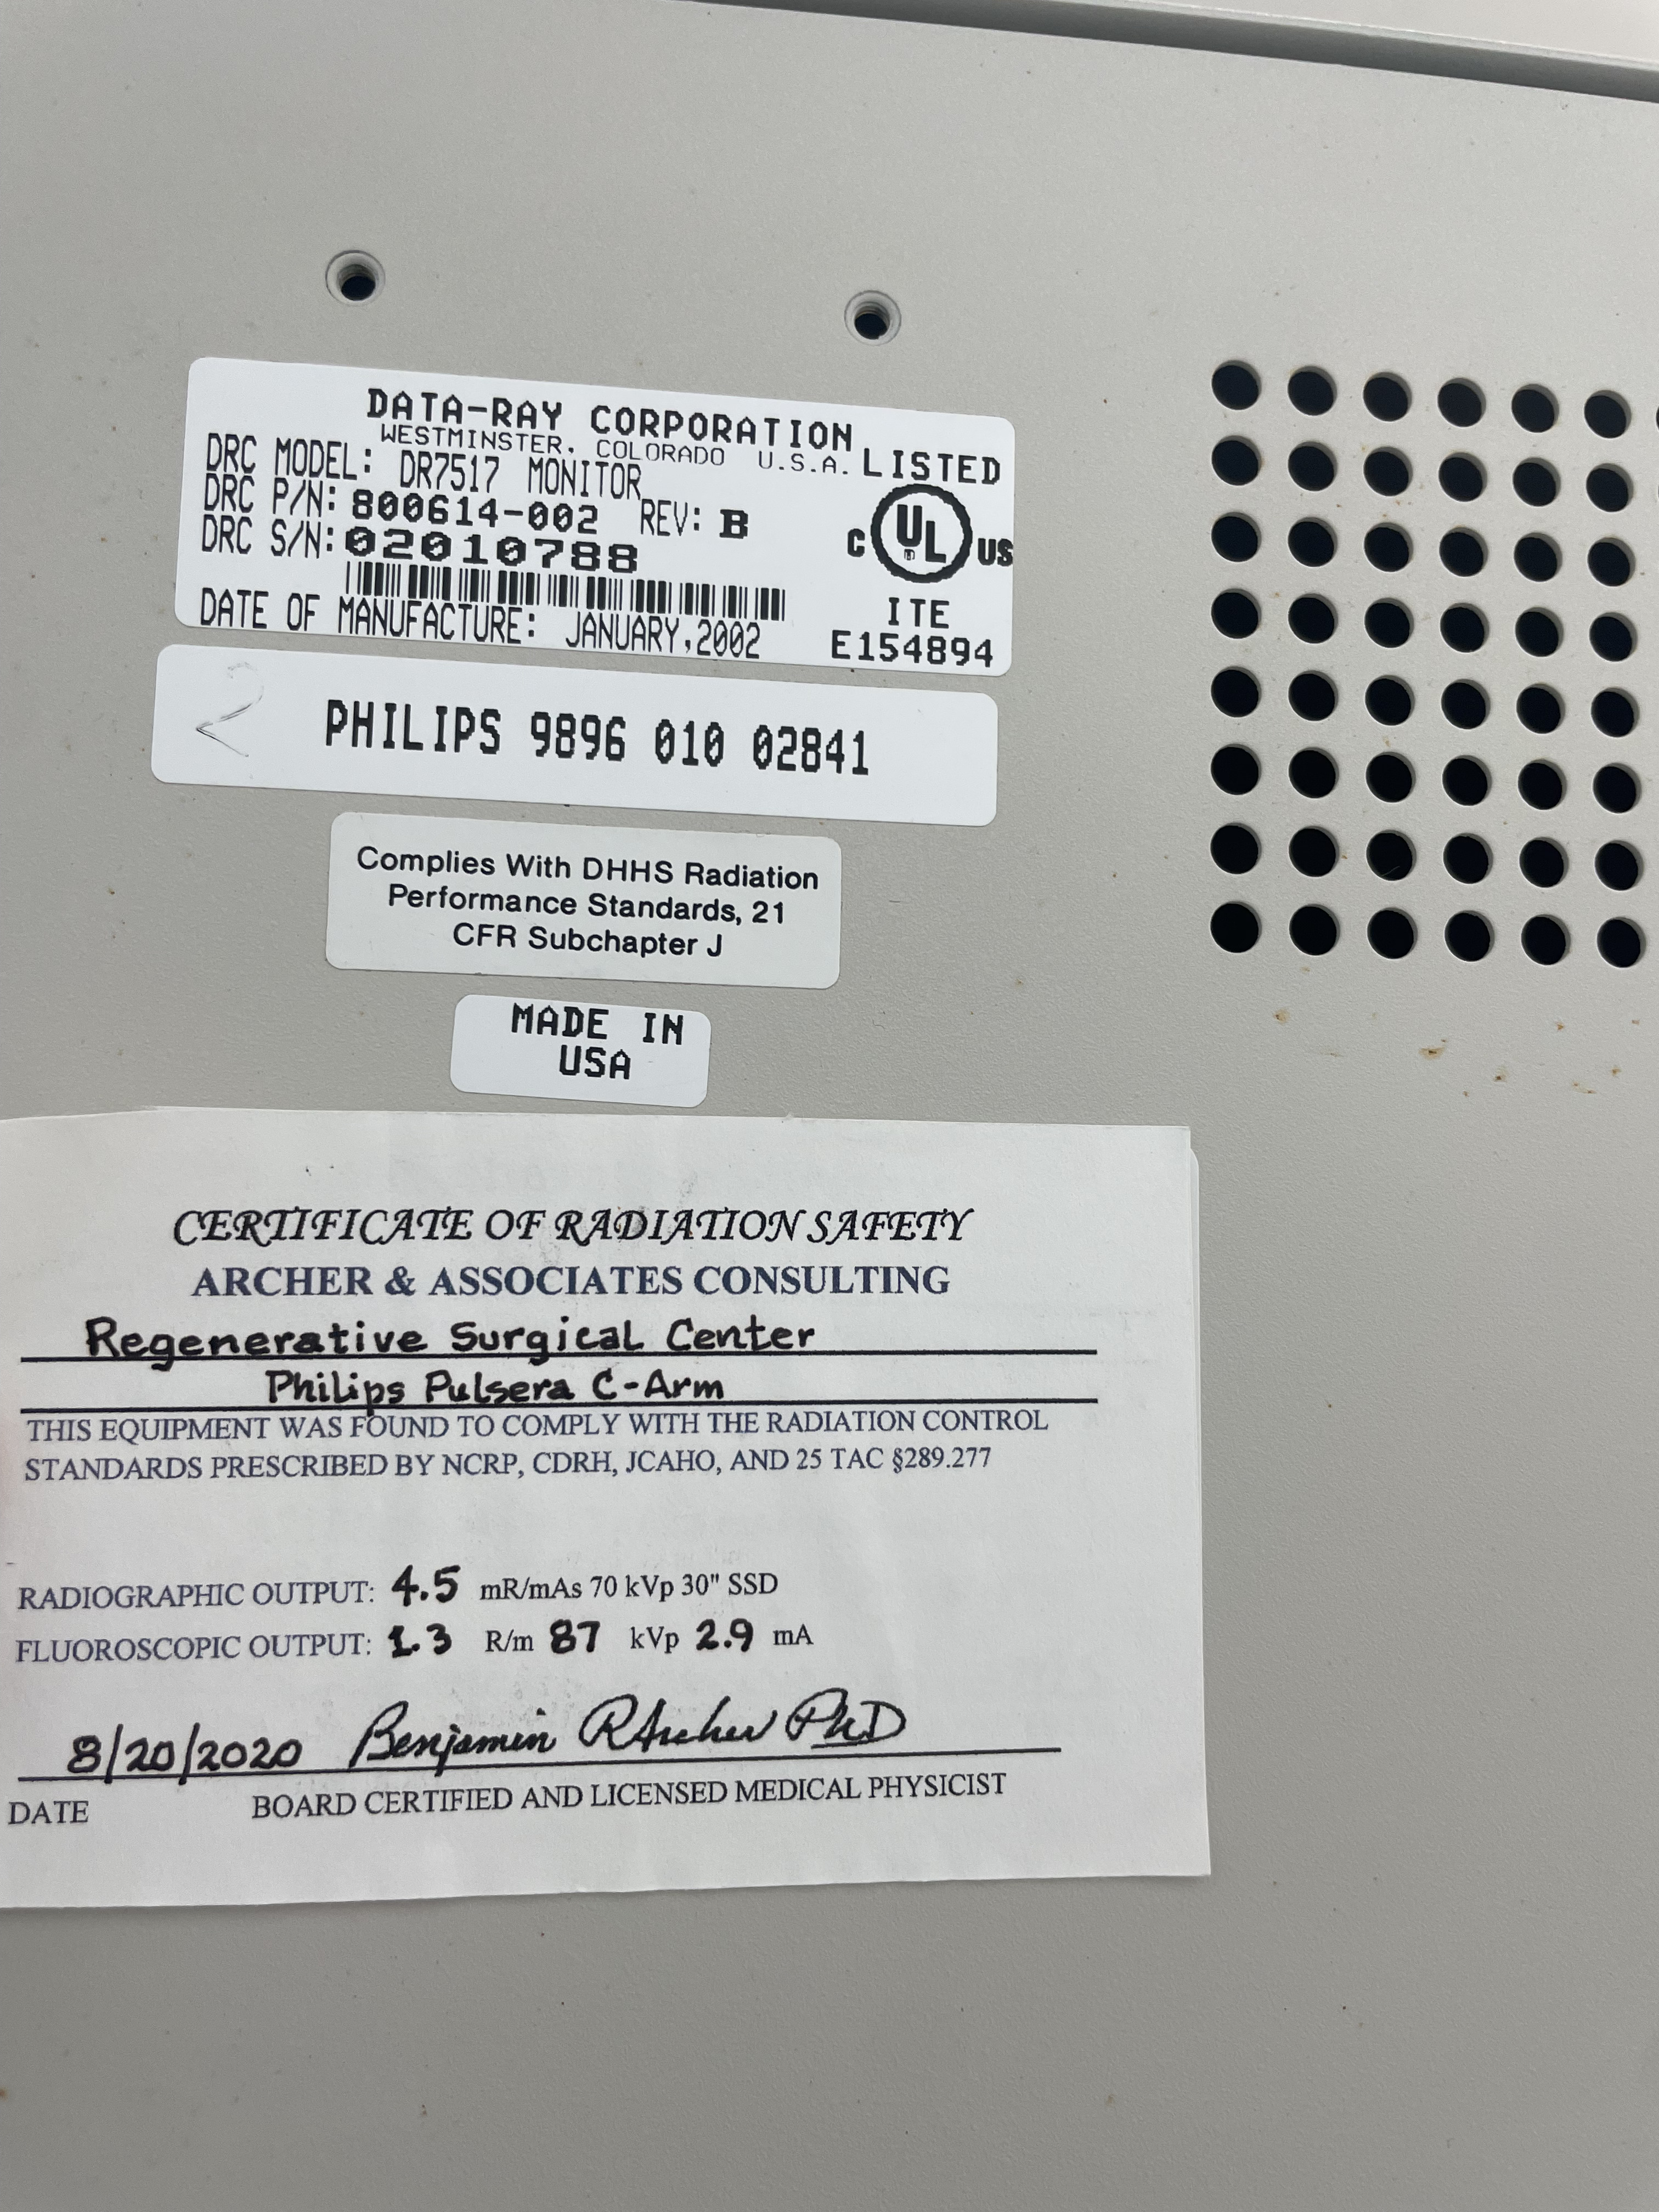 DATA-RAY CORPORATION
WESTMINSTER, COLORADO U.S.A.
LISTED
DRC MODEL: DR7517 MONITOR
DRC P/N: 800614-002 REV: B
DRC S/N: 02010788
C UL US
DATE OF MANUFACTURE: JANUARY,2002
ITE
E154894
2
PHILIPS 9896 010 02841
Complies With DHHS Radiation
Performance Standards, 21
CFR Subchapter J
MADE IN
USA
CERTIFICATE OF RADIATION SAFETY
ARCHER & ASSOCIATES CONSULTING
Regenerative Surgical Center
Philips Pulsera C-Arm
THIS EQUIPMENT WAS FOUND TO COMPLY WITH THE RADIATION CONTROL
STANDARDS PRESCRIBED BY NCRP, CDRH, JCAHO, AND 25 TAC §289.277
RADIOGRAPHIC OUTPUT: 4.5 mR/mAs 70 kVp 30" SSD
FLUOROSCOPIC OUTPUT: 1.3 R/m 87 kVp 2.9 mA
8/20/2020 Benjamin R Archer PhD
DATE BOARD CERTIFIED AND LICENSED MEDICAL PHYSICIST